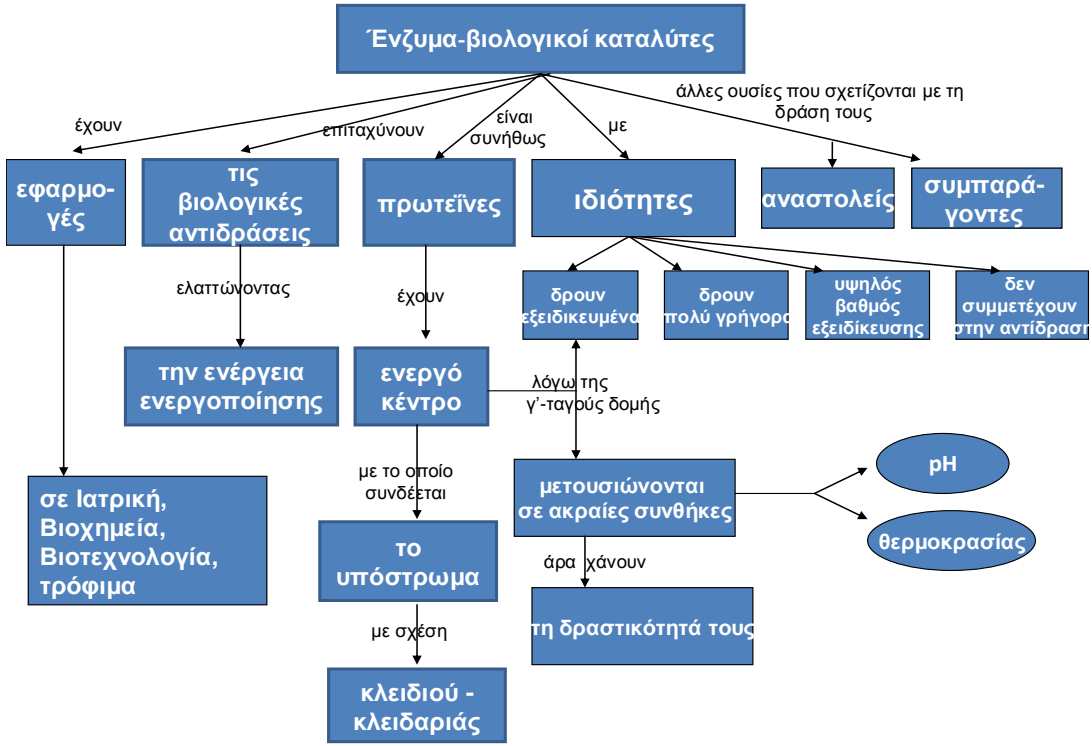 Ένζυμα-βιολογικοί καταλύτες
άλλες ουσίες που σχετίζονται με τη
δράση τους
έχουν
επιταχύνουν
είναι
συνήθως
με
εφαρμο-
γές
τις
βιολογικές
αντιδράσεις
πρωτεΐνες
ιδιότητες
αναστολείς
συμπαρά-
γοντες
ελαττώνοντας
έχουν
δρουν
εξειδικευμένα
δρουν
πολύ γρήγορα
υψηλός
βαθμός
εξειδίκευσης
δεν
συμμετέχουν
στην αντίδραση
την ενέργεια
ενεργοποίησης
ενεργό
κέντρο
λόγω της
γ’-ταγούς δομής
με το οποίο
συνδέεται
μετουσιώνονται
σε ακραίες συνθήκες
pH
θερμοκρασίας
σε Ιατρική,
Βιοχημεία,
Βιοτεχνολογία,
τρόφιμα
το
υπόστρωμα
άρα χάνουν
τη δραστικότητά τους
με σχέση
κλειδιού -
κλειδαριάς